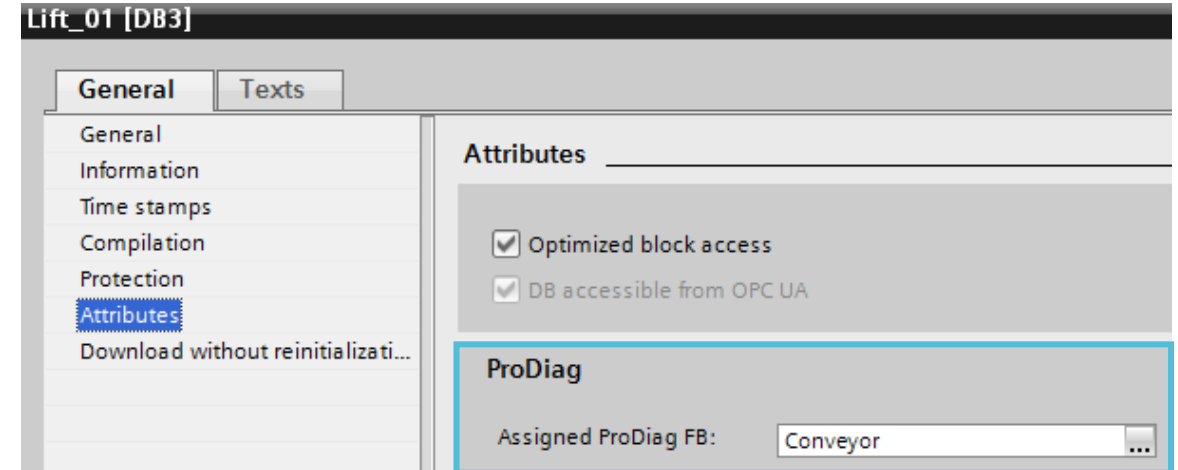 Lift_01 [DB3]
General
Texts
General
Information
Time stamps
Compilation
Protection
Attributes
Download without reinitializati...
Attributes
Optimized block access
DB accessible from OPC UA
ProDiag
Assigned ProDiag FB:
Conveyor
...